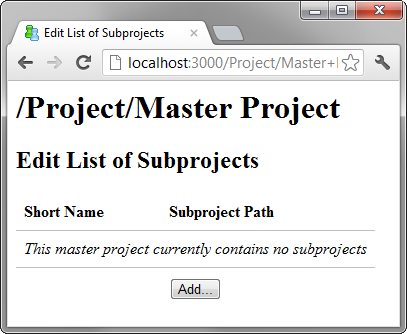 Edit List of Subprojects
localhost:3000/Project/Master+
/Project/Master Project
Edit List of Subprojects
Short Name Subproject Path
This master project currently contains no subprojects
Add...